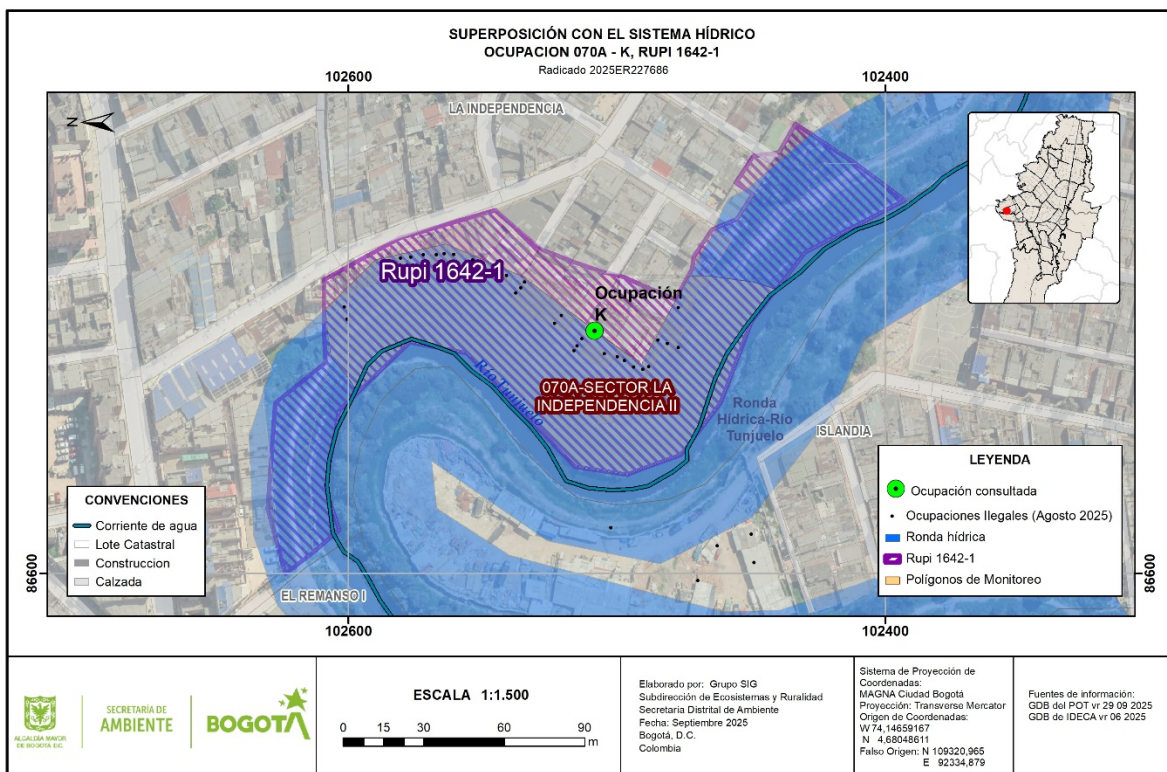 SUPERPOSICIÓN CON EL SISTEMA HÍDRICO
OCUPACION 070A - K, RUPI 1642-1
Radicado 2025ER227686
102600
102400
LA INDEPENDENCIA
N
Rupi 1642-1
Ocupación
K
Río Tunjuelo
070A-SECTOR LA
INDEPENDENCIA II
Ronda
Hídrica-Río
Tunjuelo
ISLANDIA
EL REMANSO I
CONVENCIONES
Corriente de agua
Lote Catastral
Construccion
Calzada
LEYENDA
Ocupación consultada
Ocupaciones Ilegales (Agosto 2025)
Ronda hídrica
Rupi 1642-1
Polígonos de Monitoreo
86600
86600
102600
102400
ALCALDÍA MAYOR
DE BOGOTÁ D.C.
SECRETARÍA DE
AMBIENTE
BOGOTÁ
ESCALA 1:1.500
0 15 30 60 90
m
Elaborado por: Grupo SIG
Subdirección de Ecosistemas y Ruralidad
Secretaria Distrital de Ambiente
Fecha: Septiembre 2025
Bogotá, D.C.
Colombia
Sistema de Proyección de
Coordenadas:
MAGNA Ciudad Bogotá
Proyección: Transverse Mercator
Origen de Coordenadas:
W 74,14659167
N 4,68048611
Falso Origen: N 109320,965
E 92334,879
Fuentes de información:
GDB del POT vr 29 09 2025
GDB de IDECA vr 06 2025